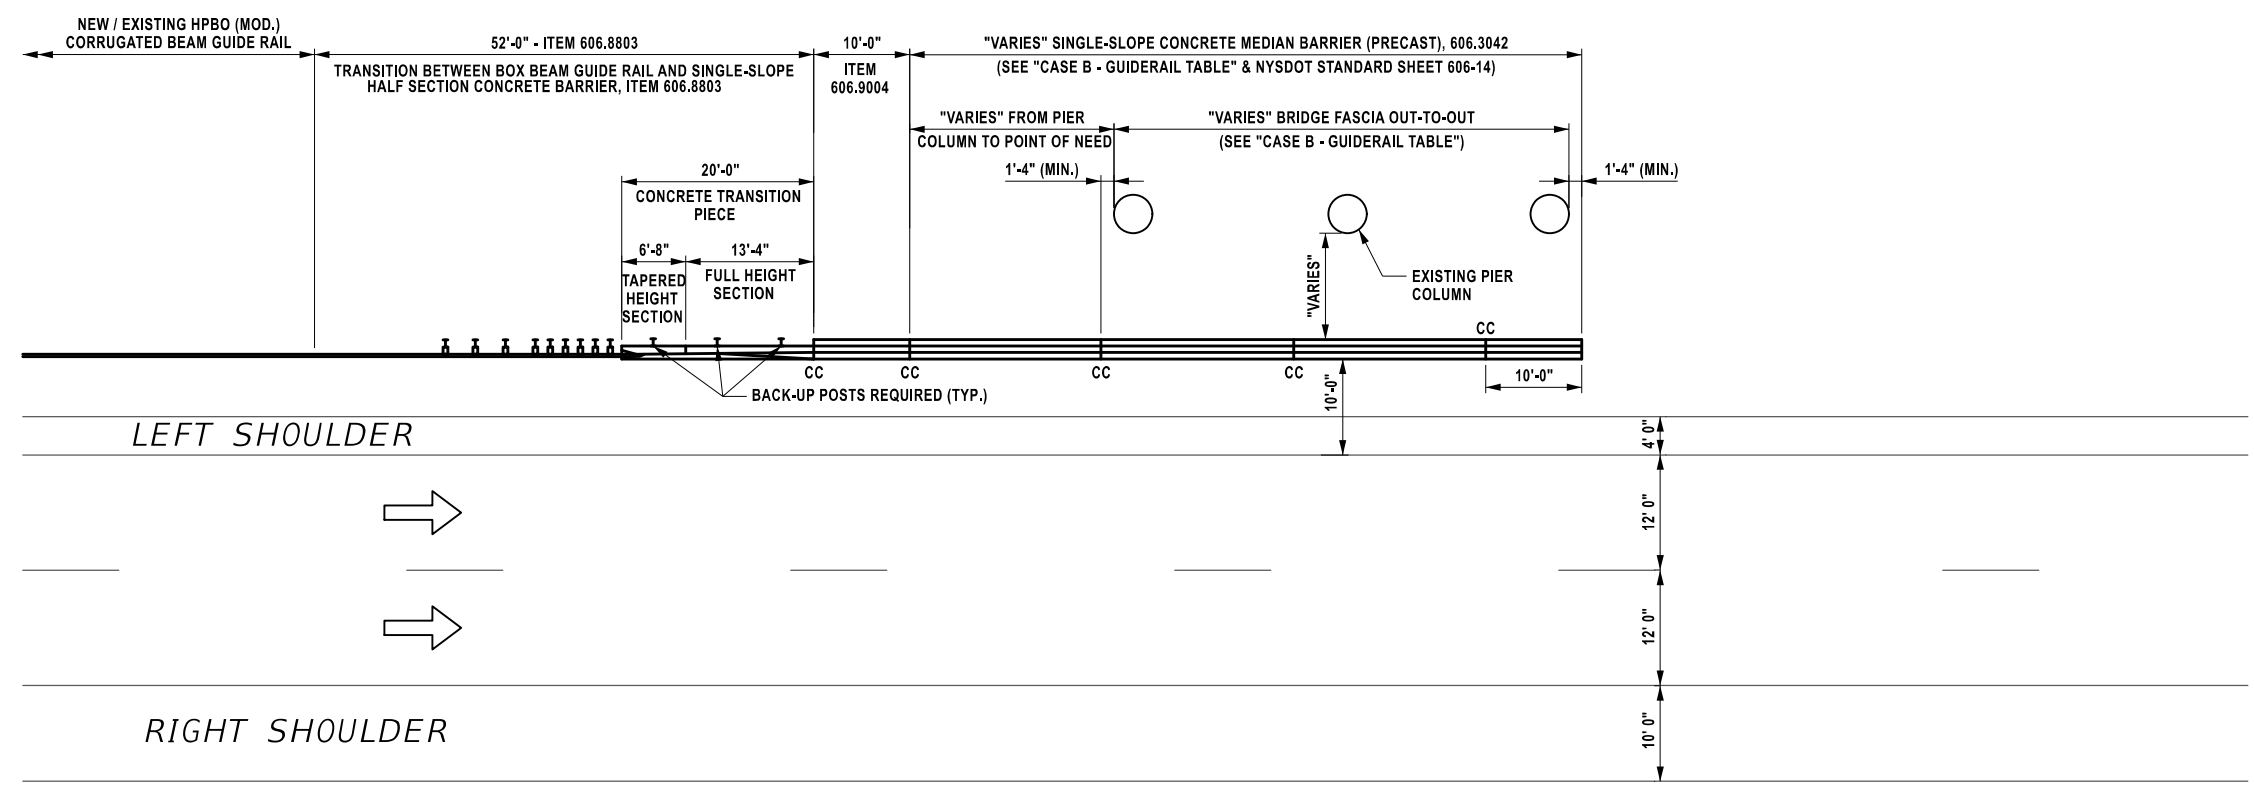 NEW / EXISTING HPBO (MOD.)
CORRUGATED BEAM GUIDE RAIL
52'-0" - ITEM 606.8803
TRANSITION BETWEEN BOX BEAM GUIDE RAIL AND SINGLE-SLOPE
HALF SECTION CONCRETE BARRIER, ITEM 606.8803
10'-0"
ITEM
606.9004
"VARIES" SINGLE-SLOPE CONCRETE MEDIAN BARRIER (PRECAST), 606.3042
(SEE "CASE B - GUIDERAIL TABLE" & NYSDOT STANDARD SHEET 606-14)
"VARIES" FROM PIER
COLUMN TO POINT OF NEED
"VARIES" BRIDGE FASCIA OUT-TO-OUT
(SEE "CASE B - GUIDERAIL TABLE")
1'-4" (MIN.)
1'-4" (MIN.)
20'-0"
CONCRETE TRANSITION
PIECE
6'-8"
TAPERED
HEIGHT
SECTION
13'-4"
FULL HEIGHT
SECTION
"VARIES"
EXISTING PIER
COLUMN
CC
CC
CC
CC
CC
BACK-UP POSTS REQUIRED (TYP.)
10'-0"
10'-0"
LEFT SHOULDER
4' 0"
12' 0"
12' 0"
RIGHT SHOULDER
10' 0"